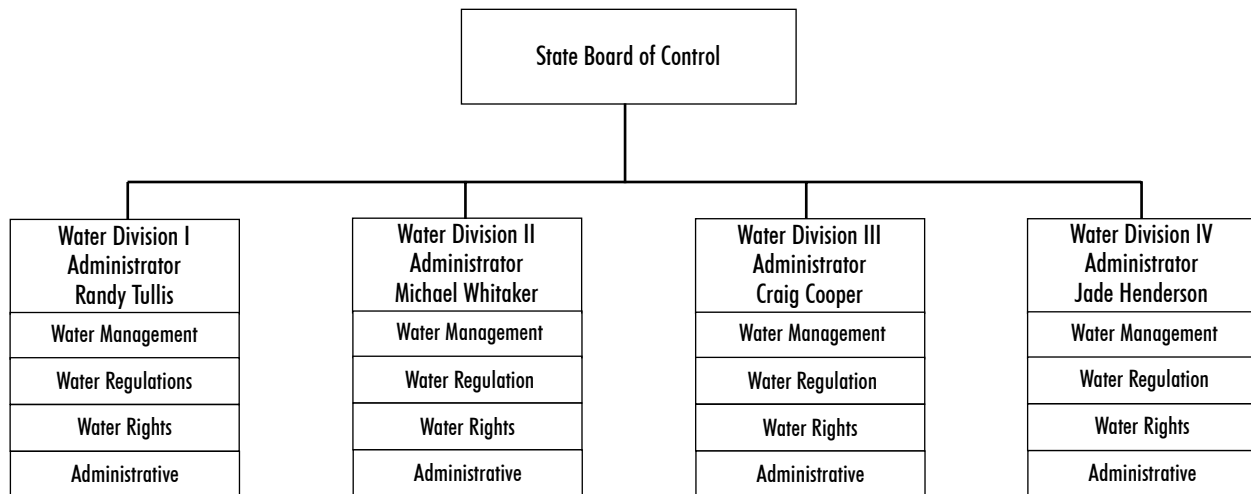 State Board of Control
Water Division I
Administrator
Randy Tullis
Water Management
Water Regulations
Water Rights
Administrative
Water Division II
Administrator
Michael Whitaker
Water Management
Water Regulation
Water Rights
Administrative
Water Division III
Administrator
Craig Cooper
Water Management
Water Regulation
Water Rights
Administrative
Water Division IV
Administrator
Jade Henderson
Water Management
Water Regulation
Water Rights
Administrative